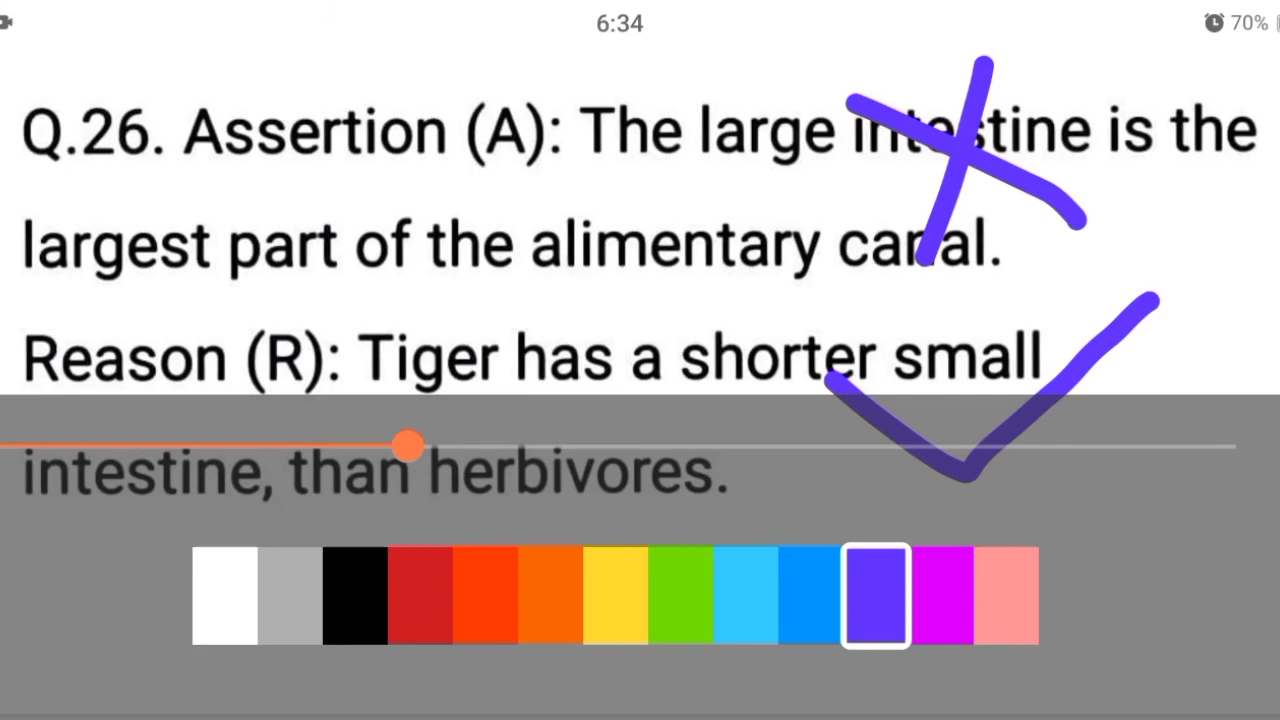 6:34
70%
Q.26. Assertion (A): The large intestine is the
largest part of the alimentary canal.
Reason (R): Tiger has a shorter small
intestine, than herbivores.